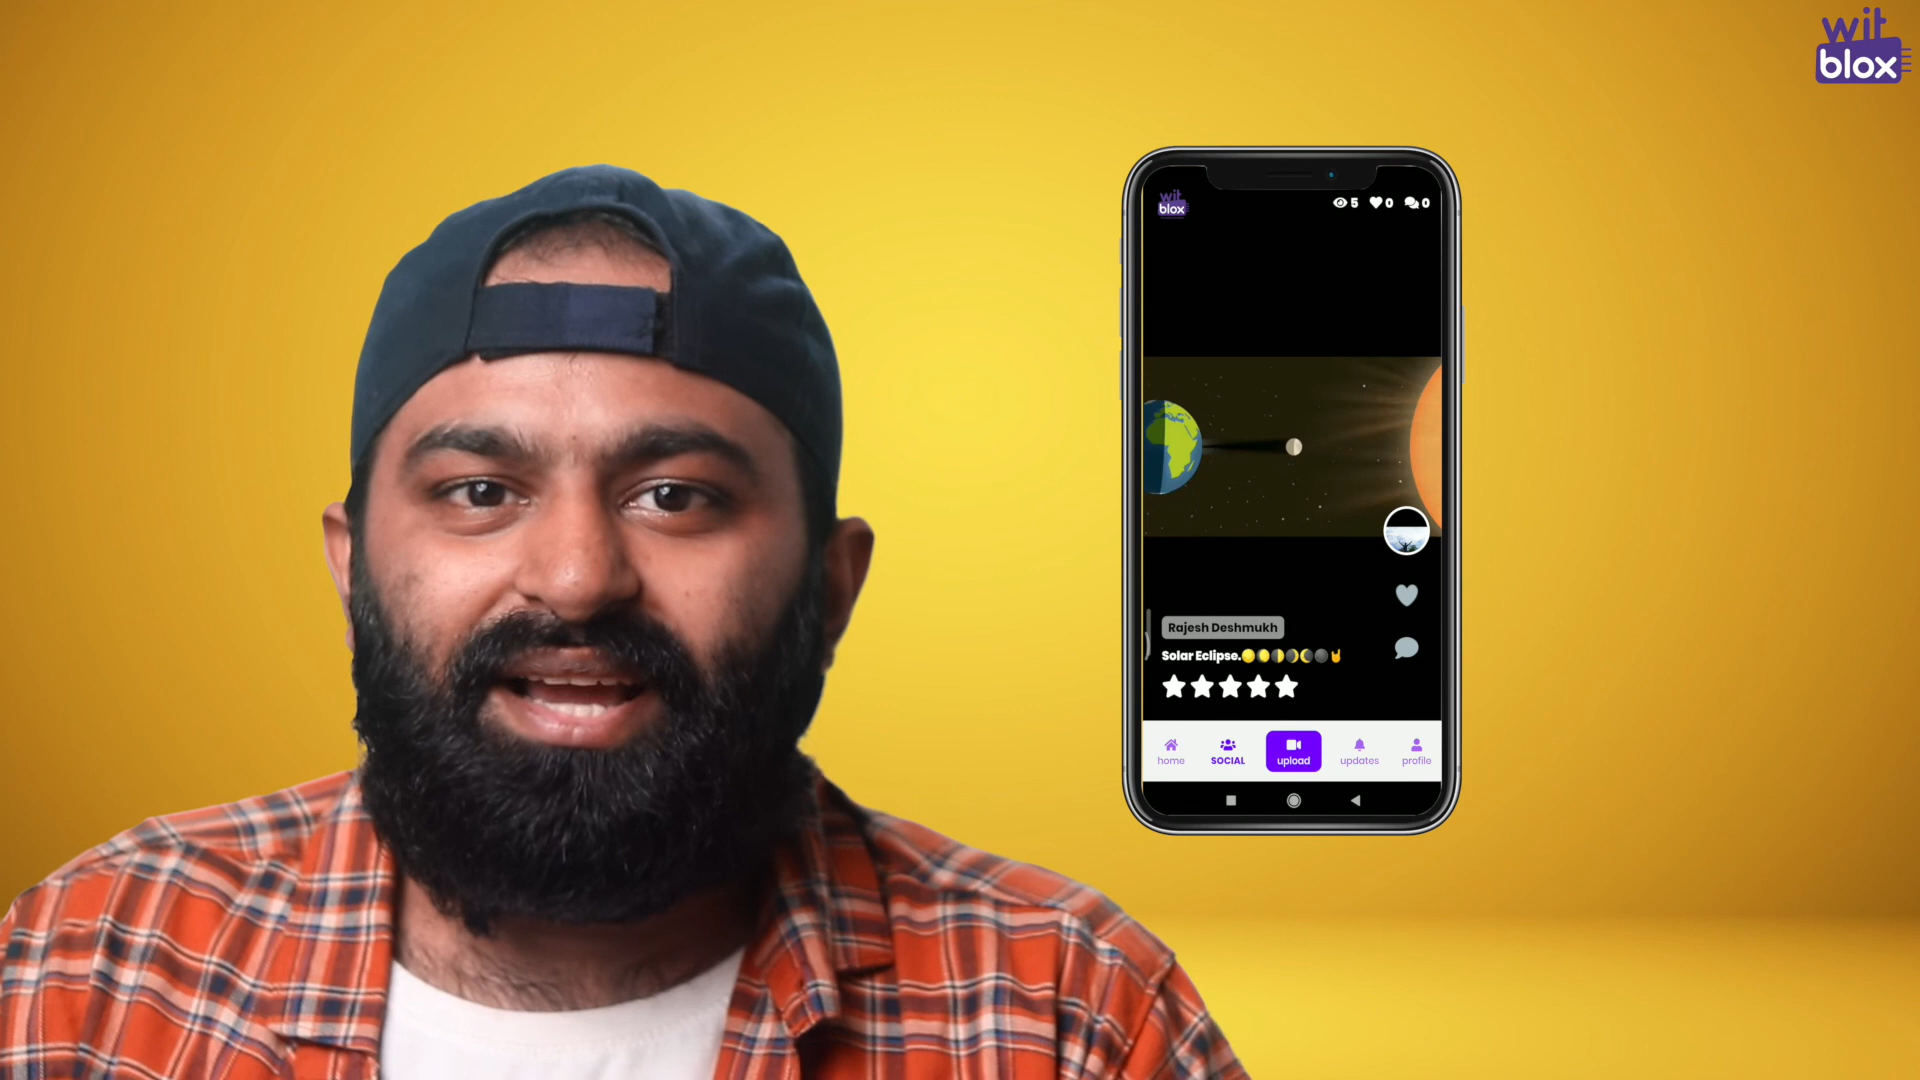 wit
blox
wit
blox
5 0 0
Rajesh Deshmukh
Solar Eclipse.🌕🌖🌗🌘🌒🌑🤘
home SOCIAL upload updates profile